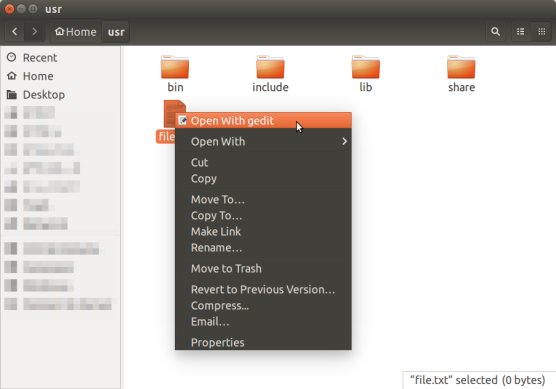 usr
Home
usr
Recent
Home
Desktop
bin
include
lib
share
file
Open With gedit
Open With
Cut
Copy
Move To...
Copy To...
Make Link
Rename...
Move to Trash
Revert to Previous Version...
Compress...
Email...
Properties
“file.txt” selected (0 bytes)